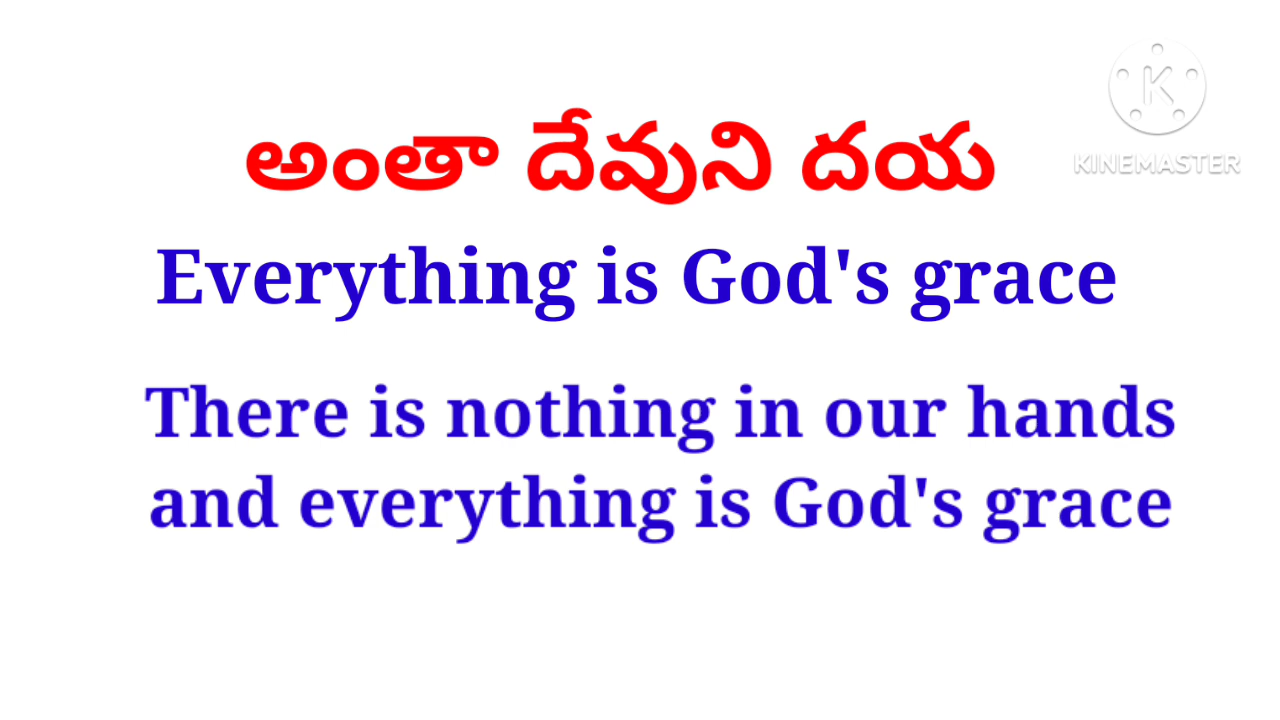 అంతా దేవుని దయ
KINEMASTER
Everything is God's grace
There is nothing in our hands
and everything is God's grace